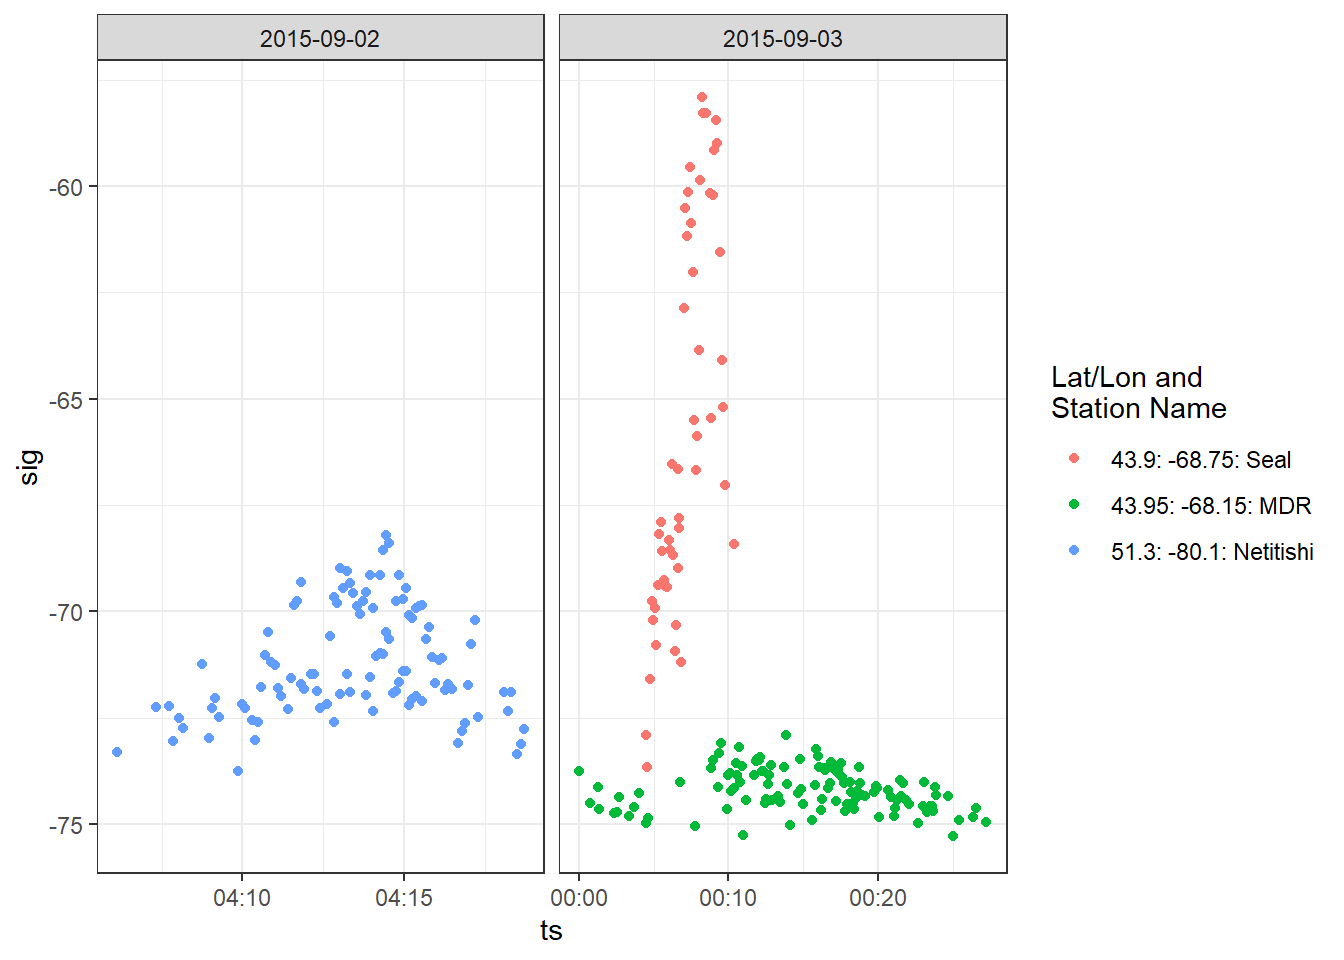 2015-09-02
2015-09-03
-60
-65
-70
-75
sig
04:10
04:15
00:00
00:10
00:20
ts
Lat/Lon and
Station Name
43.9: -68.75: Seal
43.95: -68.15: MDR
51.3: -80.1: Netitishi